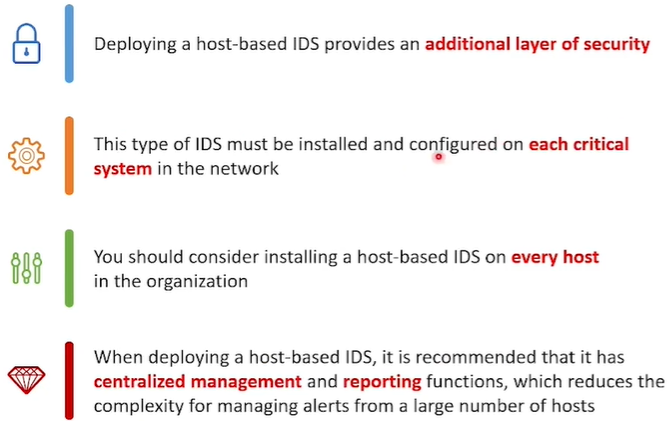 Deploying a host-based IDS provides an additional layer of security
This type of IDS must be installed and configured on each critical
system in the network
You should consider installing a host-based IDS on every host
in the organization
When deploying a host-based IDS, it is recommended that it has
centralized management and reporting functions, which reduces the
complexity for managing alerts from a large number of hosts